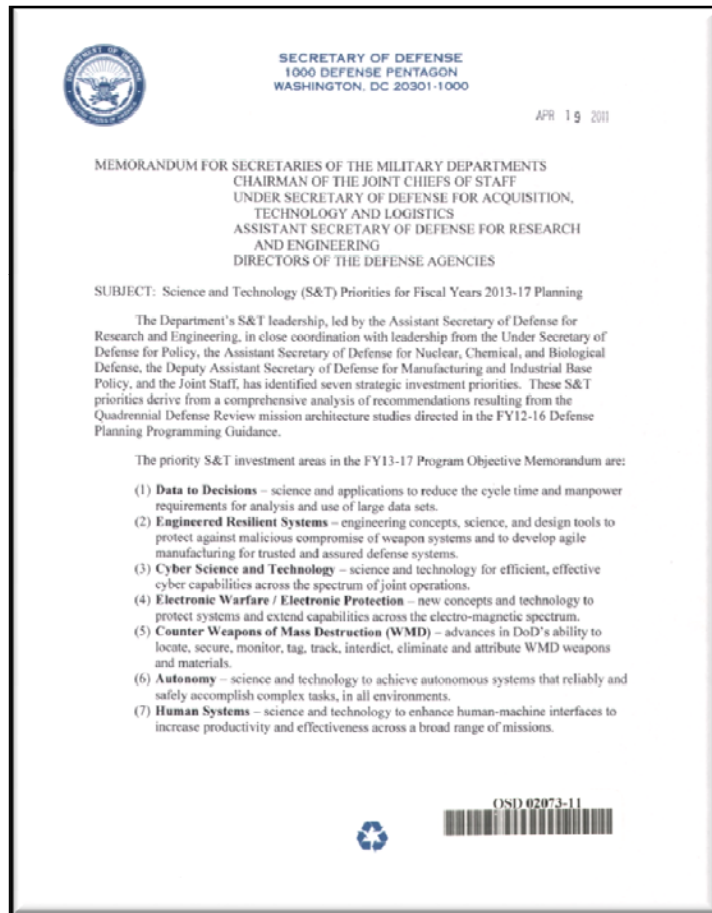 SECRETARY OF DEFENSE
1000 DEFENSE PENTAGON
WASHINGTON, DC 20301-1000
APR 19 2011
MEMORANDUM FOR SECRETARIES OF THE MILITARY DEPARTMENTS
CHAIRMAN OF THE JOINT CHIEFS OF STAFF
UNDER SECRETARY OF DEFENSE FOR ACQUISITION,
TECHNOLOGY AND LOGISTICS
ASSISTANT SECRETARY OF DEFENSE FOR RESEARCH
AND ENGINEERING
DIRECTORS OF THE DEFENSE AGENCIES
SUBJECT: Science and Technology (S&T) Priorities for Fiscal Years 2013-17 Planning
The Department's S&T leadership, led by the Assistant Secretary of Defense for
Research and Engineering, in close coordination with leadership from the Under Secretary of
Defense for Policy, the Assistant Secretary of Defense for Nuclear, Chemical, and Biological
Defense, the Deputy Assistant Secretary of Defense for Manufacturing and Industrial Base
Policy, and the Joint Staff, has identified seven strategic investment priorities. These S&T
priorities derive from a comprehensive analysis of recommendations resulting from the
Quadrennial Defense Review mission architecture studies directed in the FY12-16 Defense
Planning Programming Guidance.
The priority S&T investment areas in the FY13-17 Program Objective Memorandum are:
(1) Data to Decisions – science and applications to reduce the cycle time and manpower
requirements for analysis and use of large data sets.
(2) Engineered Resilient Systems – engineering concepts, science, and design tools to
protect against malicious compromise of weapon systems and to develop agile
manufacturing for trusted and assured defense systems.
(3) Cyber Science and Technology – science and technology for efficient, effective
cyber capabilities across the spectrum of joint operations.
(4) Electronic Warfare / Electronic Protection – new concepts and technology to
protect systems and extend capabilities across the electro-magnetic spectrum.
(5) Counter Weapons of Mass Destruction (WMD) – advances in DoD's ability to
locate, secure, monitor, tag, track, interdict, eliminate and attribute WMD weapons
and materials.
(6) Autonomy – science and technology to achieve autonomous systems that reliably and
safely accomplish complex tasks, in all environments.
(7) Human Systems – science and technology to enhance human-machine interfaces to
increase productivity and effectiveness across a broad range of missions.
OSD 02073-11